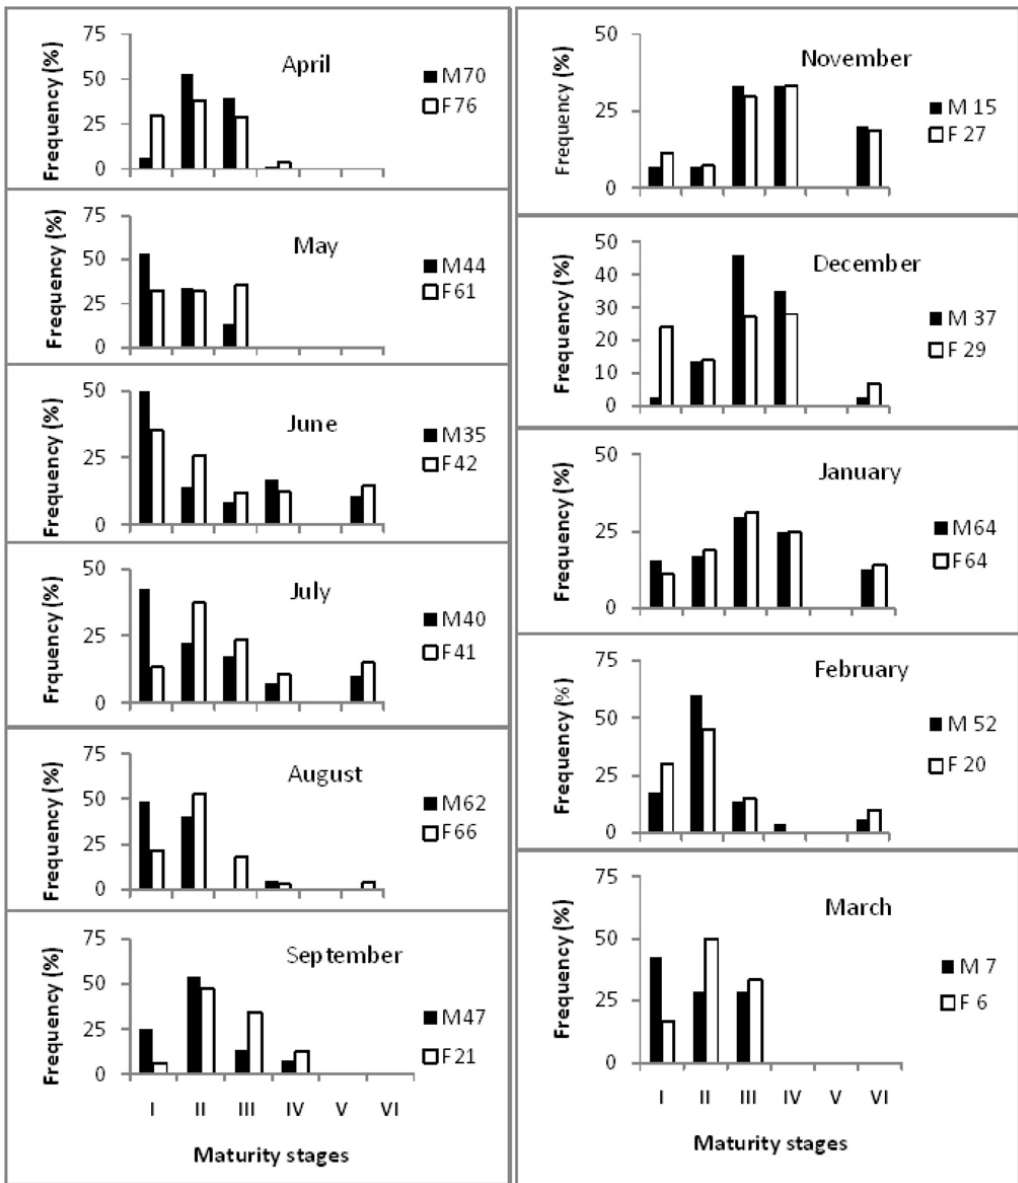 April
Frequency (%)
75
50
25
0
M70
F76
May
Frequency (%)
75
50
25
0
M44
F61
June
Frequency (%)
50
25
0
M35
F42
July
Frquency (%)
50
25
0
M40
F41
August
Frequency (%)
75
50
25
0
M62
F66
September
Frequency (%)
75
50
25
0
M47
F21
I II III IV V VI
Maturity stages
November
Frequency (%)
50
25
0
M 15
F 27
December
Frequency (%)
50
40
30
20
10
0
M 37
F 29
January
Frequency (%)
50
25
0
M64
F64
February
Frequency (%)
75
50
25
0
M 52
F 20
March
Frequency (%)
75
50
25
0
M 7
F 6
I II III IV V VI
Maturity stages